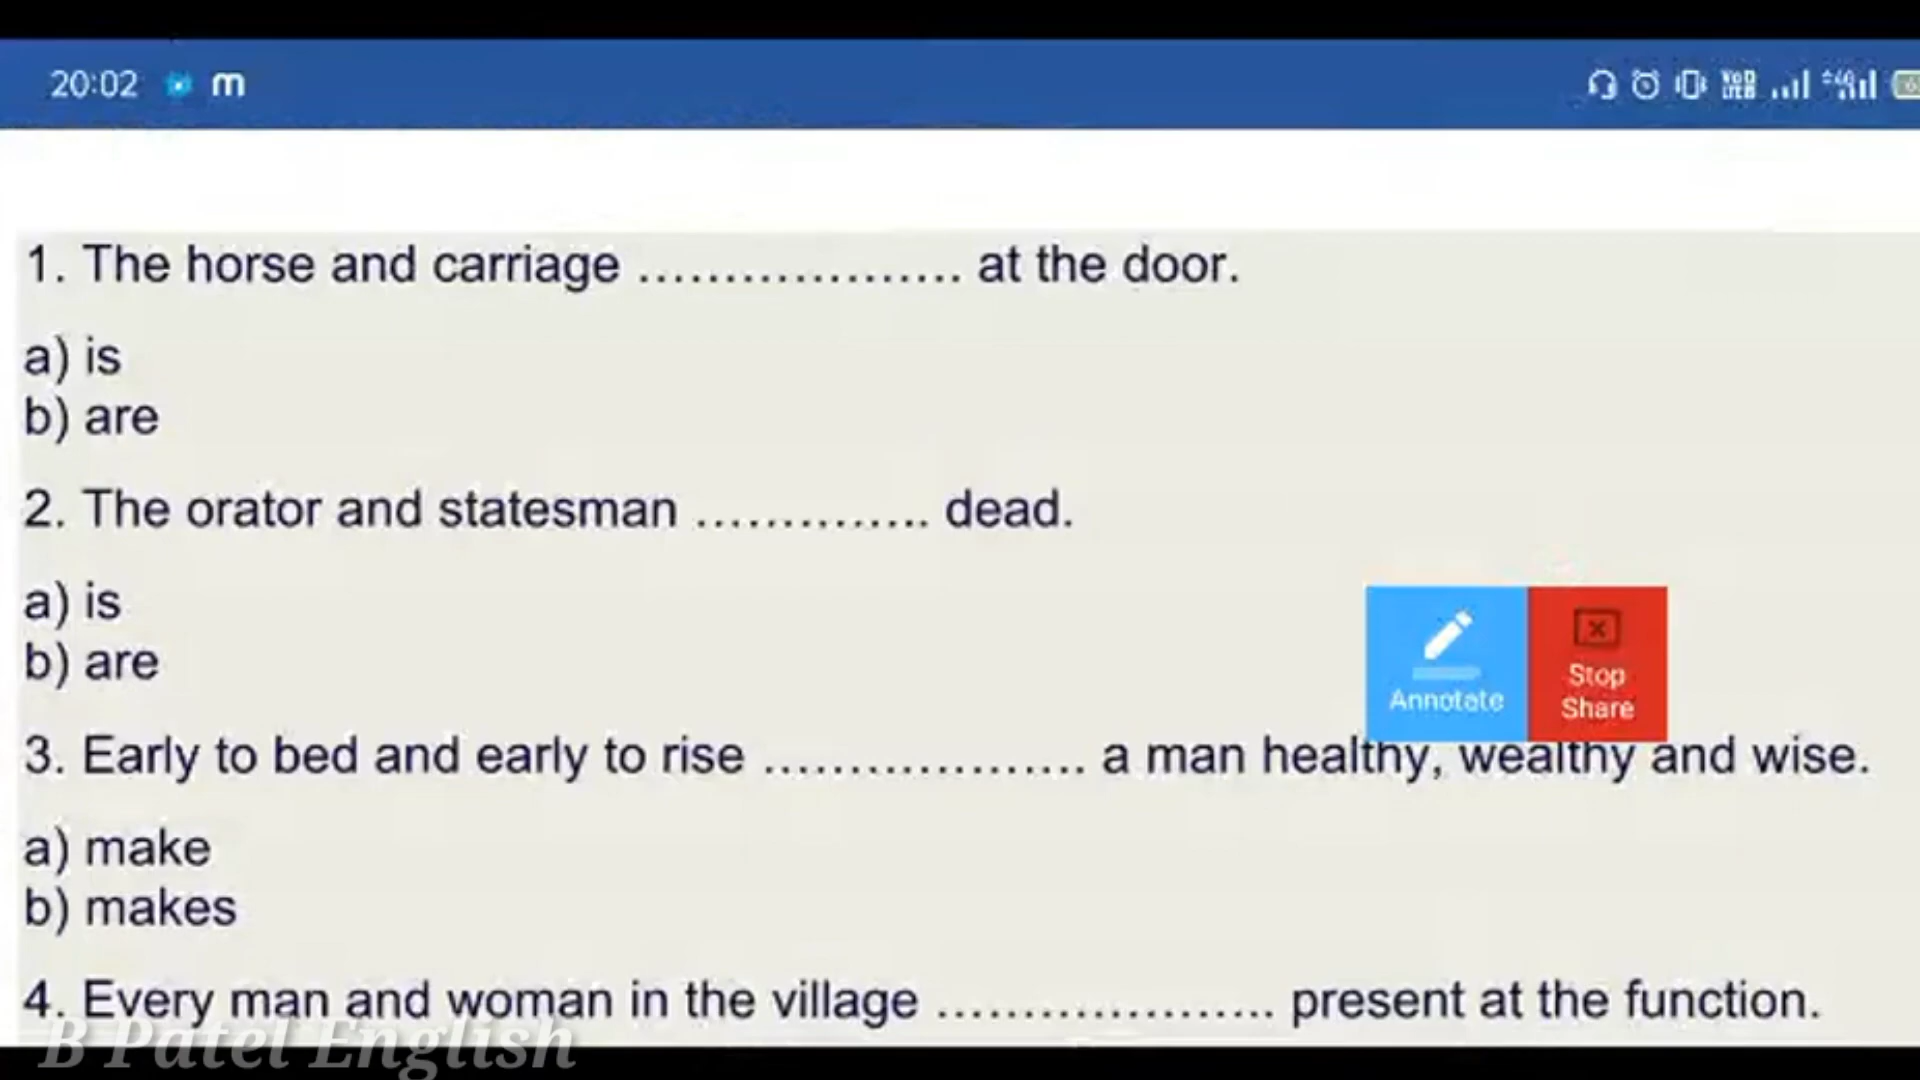 20:02 m
1. The horse and carriage ................... at the door.
a) is
b) are
2. The orator and statesman .............. dead.
a) is
b) are
Annotate
Stop
Share
3. Early to bed and early to rise ................... a man healthy, wealthy and wise.
a) make
b) makes
4. Every man and woman in the village .................... present at the function.
B Patel English